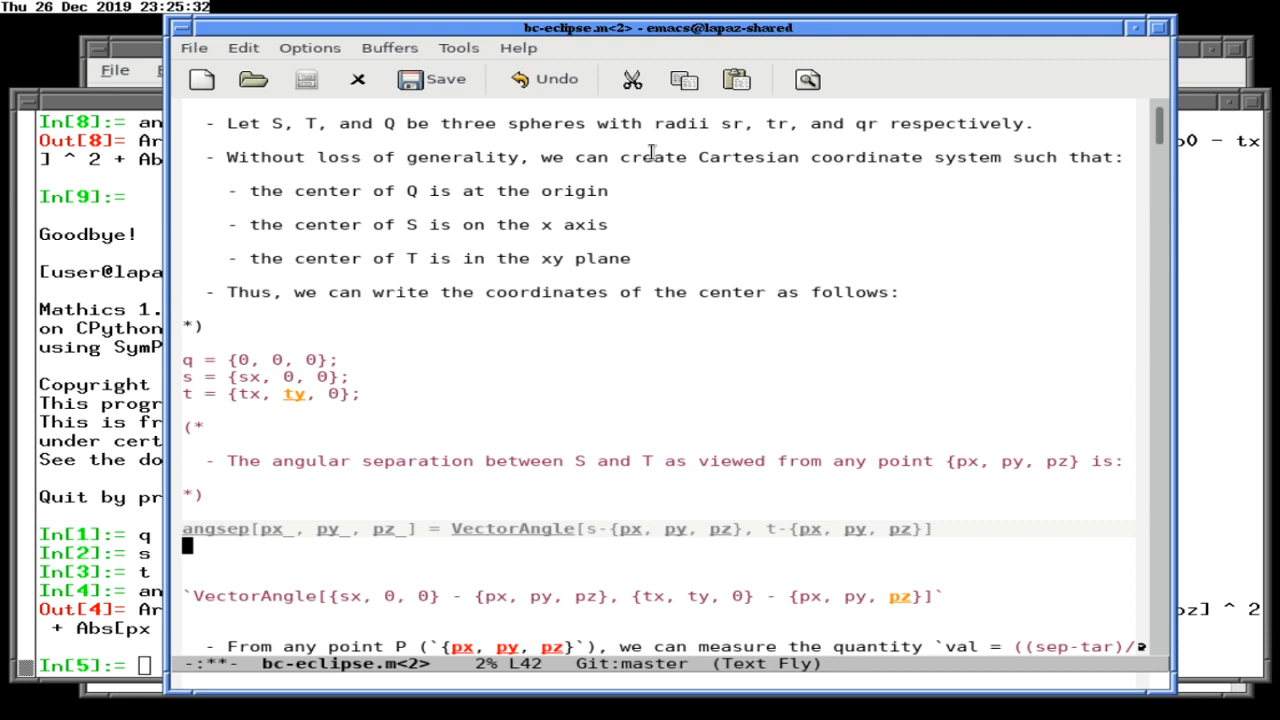 Thu 26 Dec 2019 23:25:32
bc-eclipse.m<2> - emacs@lapaz-shared
File Edit Options Buffers Tools Help
Save Undo
File
- Let S, T, and Q be three spheres with radii sr, tr, and qr respectively.
- Without loss of generality, we can create Cartesian coordinate system such that:
- the center of Q is at the origin
- the center of S is on the x axis
- the center of T is in the xy plane
- Thus, we can write the coordinates of the center as follows:
*)
q = {0, 0, 0};
s = {sx, 0, 0};
t = {tx, ty, 0};
(*
- The angular separation between S and T as viewed from any point {px, py, pz} is:
*)
angsep[px_, py_, pz_] = VectorAngle[s-{px, py, pz}, t-{px, py, pz}]
`VectorAngle[{sx, 0, 0} - {px, py, pz}, {tx, ty, 0} - {px, py, pz}]`
- From any point P (`{px, py, pz}`), we can measure the quantity `val = ((sep-tar)/
-:**- bc-eclipse.m<2> 2% L42 Git:master (Text Fly)
In[8]:= an
Out[8]= Ar
] ^ 2 + Ab
In[9]:=
Goodbye!
[user@lapa
Mathics 1.
on CPython
using SymP
Copyright
This progr
This is fr
under cert
See the do
Quit by pr
In[1]:= q
In[2]:= s
In[3]:= t
In[4]:= an
Out[4]= Ar
+ Abs[px
In[5]:=
- tx
pz] ^ 2